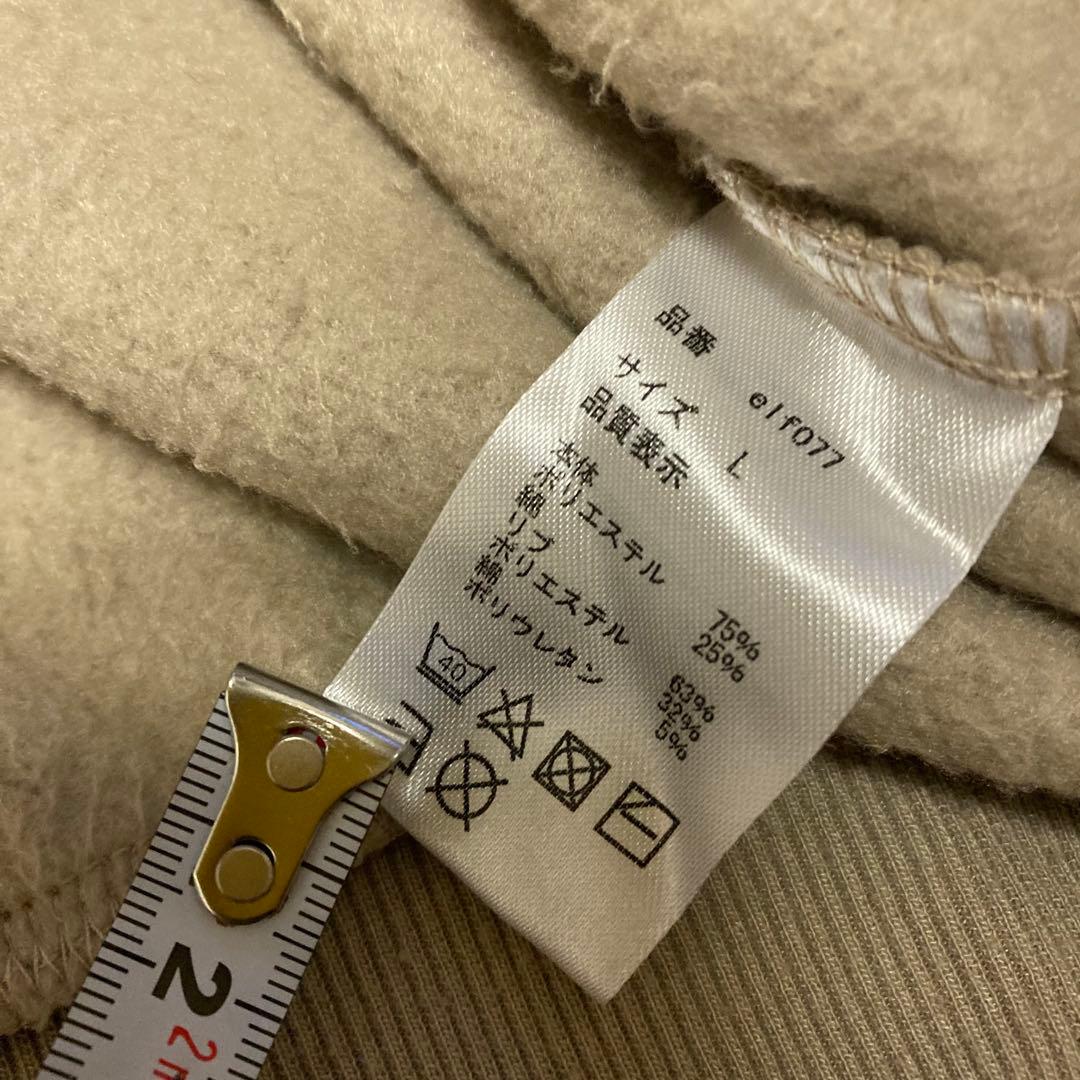 品番 elf077
サイズ L
品質表示
本体
ポリエステル 75%
綿 25%
リブ
ポリエステル 63%
綿 32%
ポリウレタン 5%
40
2
2m